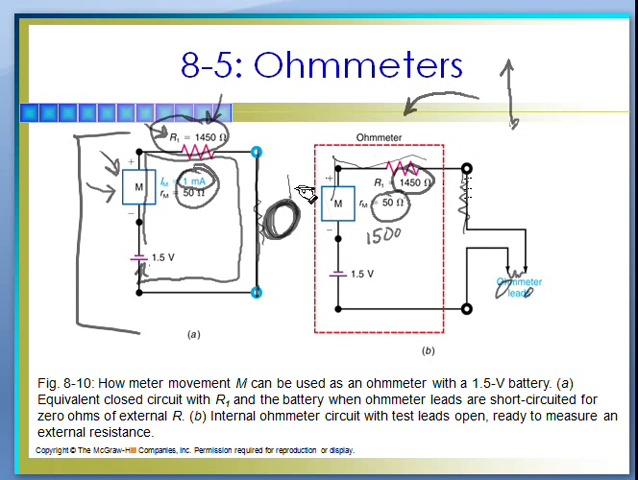 8-5: Ohmmeters
R1 = 1450 Ω
Ohmmeter
+
M
IM = 1 mA
rM = 50 Ω
−
1.5 V
(a)
+
R1 = 1450 Ω
M
rM = 50 Ω
1500
−
1.5 V
Ohmmeter
leads
(b)
Fig. 8-10: How meter movement M can be used as an ohmmeter with a 1.5-V battery. (a)
Equivalent closed circuit with R1 and the battery when ohmmeter leads are short-circuited for
zero ohms of external R. (b) Internal ohmmeter circuit with test leads open, ready to measure an
external resistance.
Copyright © The McGraw-Hill Companies, Inc. Permission required for reproduction or display.